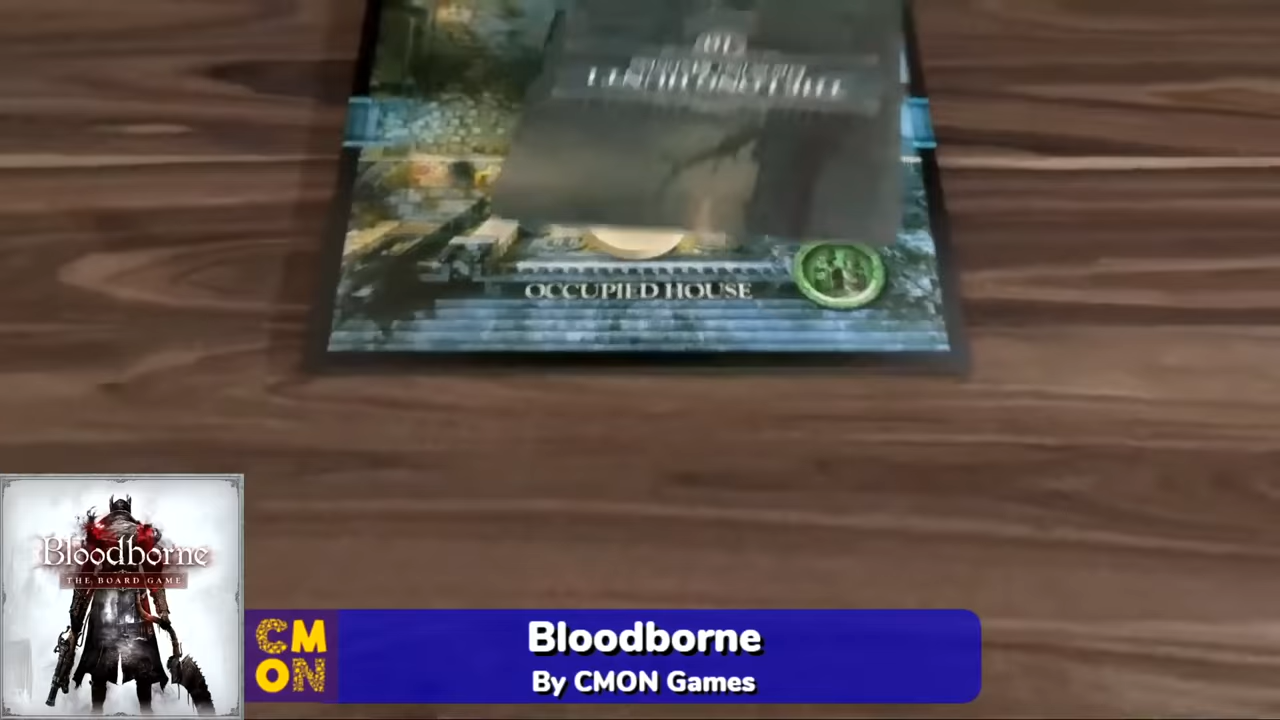 OCCUPIED HOUSE
Bloodborne
THE BOARD GAME
CM
ON
Bloodborne
By CMON Games